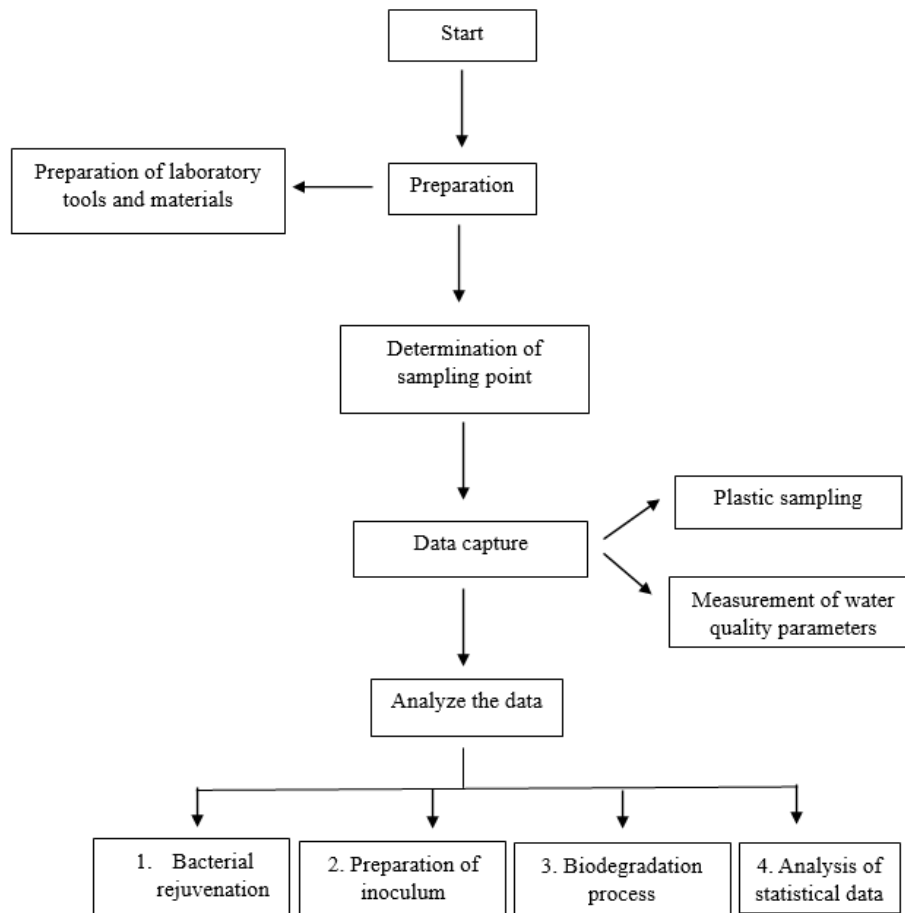 Start
Preparation of laboratory
tools and materials
Preparation
Determination of
sampling point
Plastic sampling
Data capture
Measurement of water
quality parameters
Analyze the data
1. Bacterial
rejuvenation
2. Preparation of
inoculum
3. Biodegradation
process
4. Analysis of
statistical data